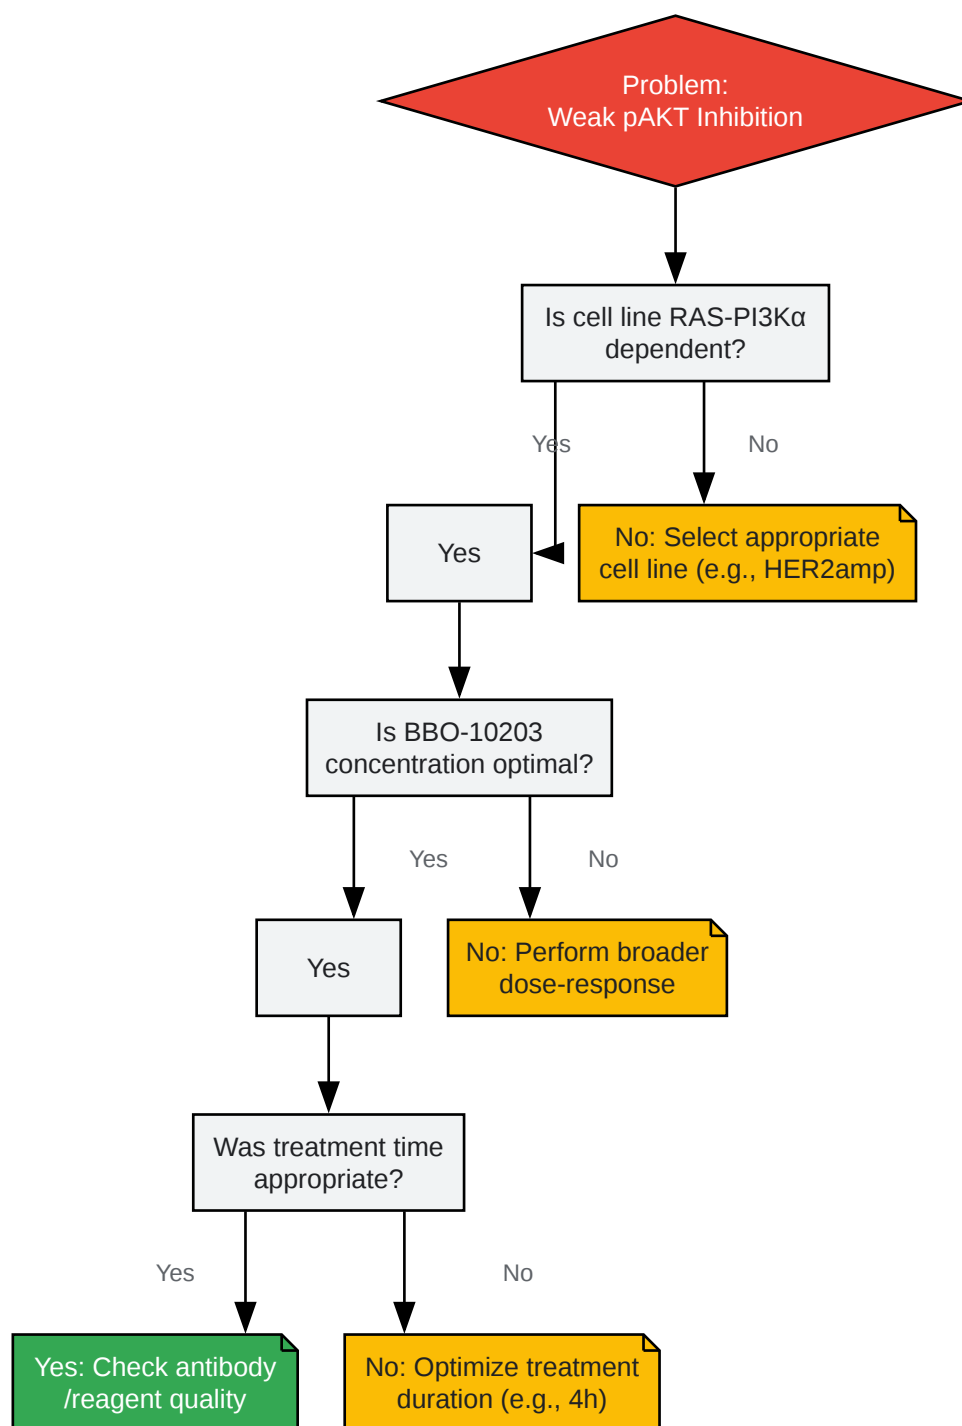 Problem:
Weak pAKT Inhibition
Is cell line RAS-PI3Kα
dependent?
Yes
No
Yes
No: Select appropriate
cell line (e.g., HER2amp)
Is BBO-10203
concentration optimal?
Yes
No
Yes
No: Perform broader
dose-response
Was treatment time
appropriate?
Yes
No
Yes: Check antibody
/reagent quality
No: Optimize treatment
duration (e.g., 4h)